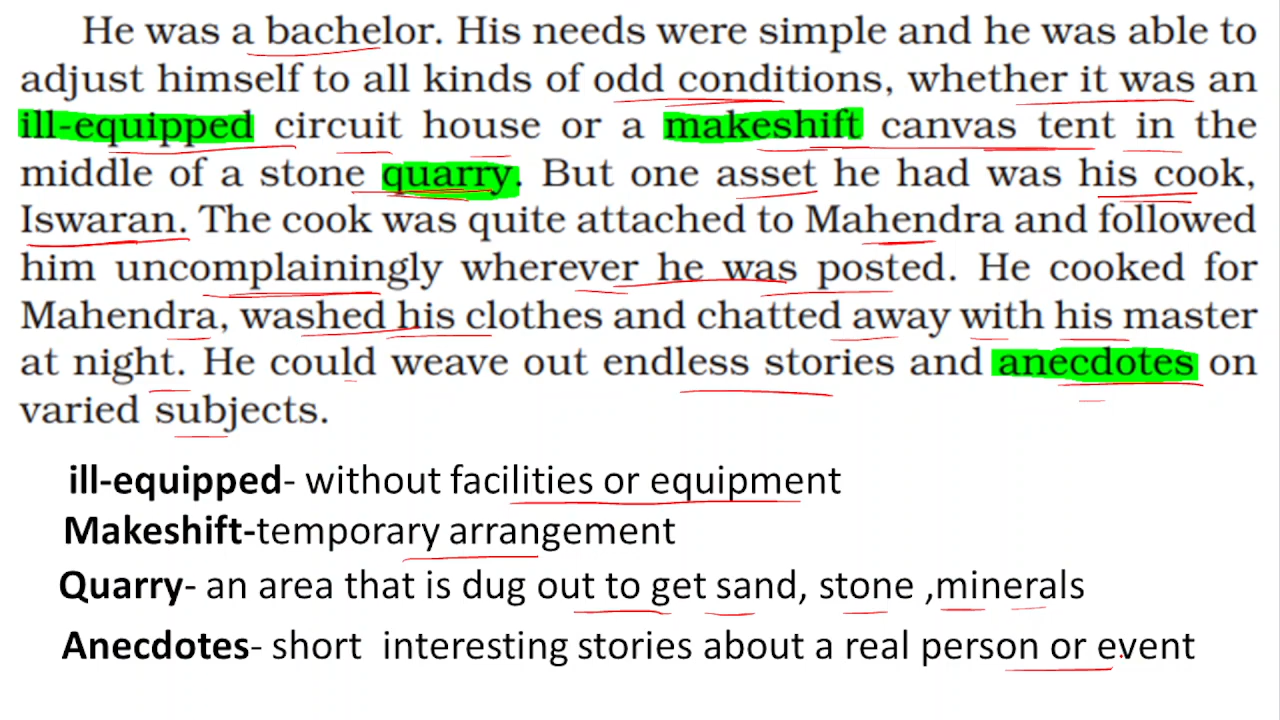 He was a bachelor. His needs were simple and he was able to
adjust himself to all kinds of odd conditions, whether it was an
ill-equipped circuit house or a makeshift canvas tent in the
middle of a stone quarry. But one asset he had was his cook,
Iswaran. The cook was quite attached to Mahendra and followed
him uncomplainingly wherever he was posted. He cooked for
Mahendra, washed his clothes and chatted away with his master
at night. He could weave out endless stories and anecdotes on
varied subjects.
ill-equipped- without facilities or equipment
Makeshift-temporary arrangement
Quarry- an area that is dug out to get sand, stone ,minerals
Anecdotes- short  interesting stories about a real person or event